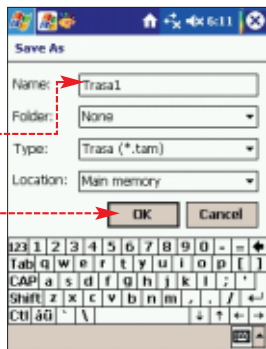 6:11
Save As
Name: Trasa1
Folder: None
Type: Trasa (*.tam)
Location: Main memory
OK Cancel
123 1 2 3 4 5 6 7 8 9 0 - =
Tab q w e r t y u i o p [ ]
CAP a s d f g h j k l ; '
Shift z x c v b n m , . /
Ctl áü ` \